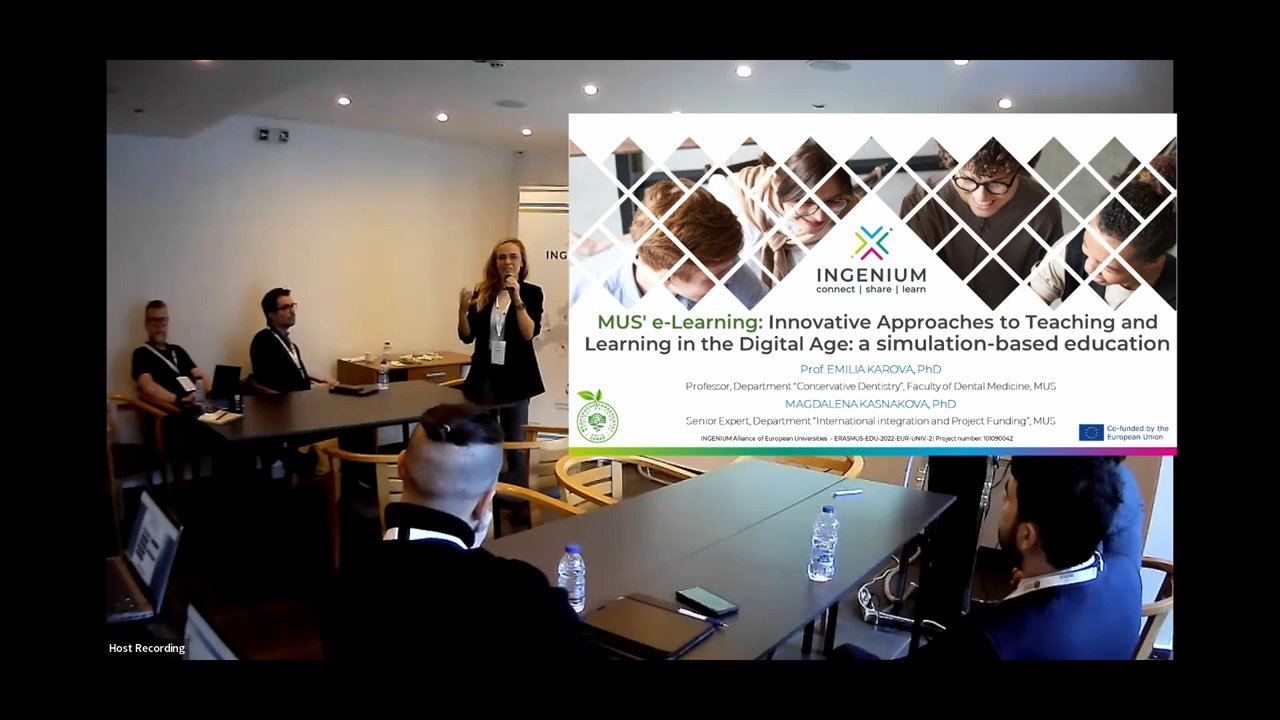 ING
INGENIUM
connect | share | learn
MUS' e-Learning: Innovative Approaches to Teaching and
Learning in the Digital Age: a simulation-based education
Prof. EMILIA KAROVA, PhD
Professor, Department "Conservative Dentistry", Faculty of Dental Medicine, MUS
MAGDALENA KASNAKOVA, PhD
Senior Expert, Department "International integration and Project Funding", MUS
INGENIUM Alliance of European Universities - ERASMUS-EDU-2022-EUR-UNIV-2| Project number: 101090042
Co-funded by the
European Union
Host Recording